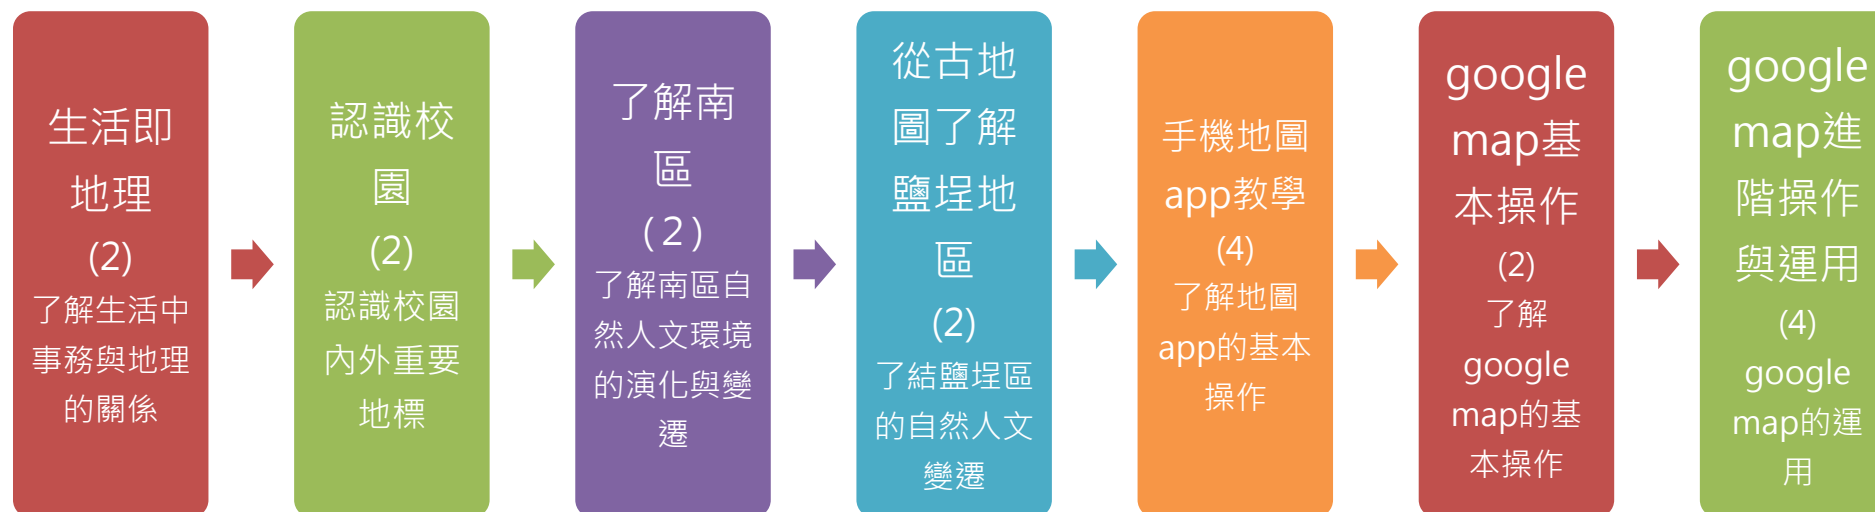 生活即
地理
(2)
了解生活中
事務與地理
的關係
認識校
園
(2)
認識校園
內外重要
地標
了解南
區
(2)
了解南區自
然人文環境
的演化與變
遷
從古地
圖了解
鹽埕地
區
(2)
了結鹽埕區
的自然人文
變遷
手機地圖
app教學
(4)
了解地圖
app的基本
操作
google
map基
本操作
(2)
了解
google
map的基
本操作
google
map進
階操作
與運用
(4)
google
map的運
用